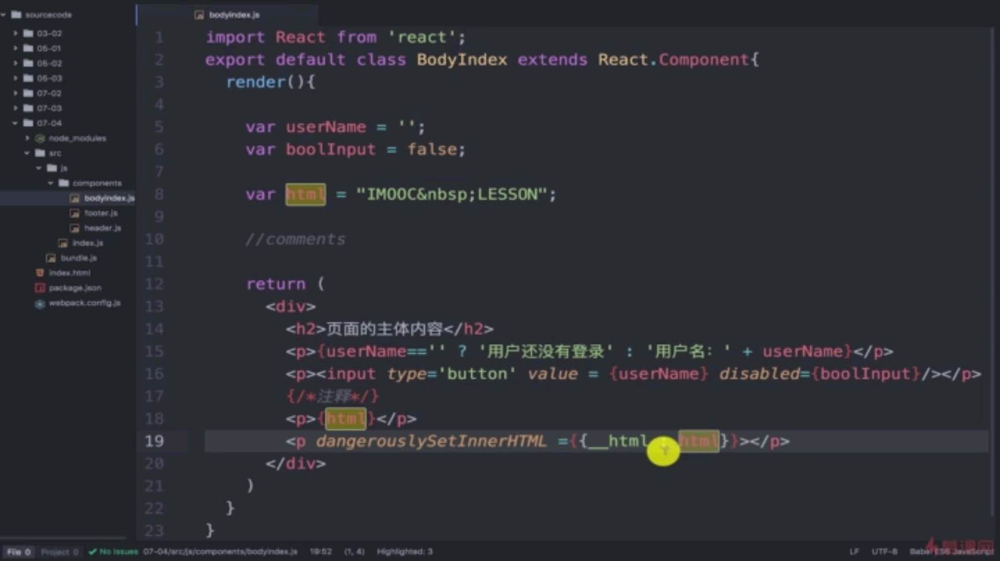 sourcecode
03-02
05-01
05-02
05-03
07-02
07-03
07-04
node_modules
src
js
components
bodyindex.js
footer.js
header.js
index.js
bundle.js
index.html
package.json
webpack.config.js
bodyindex.js
1 import React from 'react';
2 export default class BodyIndex extends React.Component{
3 render(){
4
5 var userName = '';
6 var boolInput = false;
7
8 var html = "IMOOC&nbsp;LESSON";
9
10 //comments
11
12 return (
13 <div>
14 <h2>页面的主体内容</h2>
15 <p>{userName=='' ? '用户还没有登录' : '用户名：' + userName}</p>
16 <p><input type='button' value = {userName} disabled={boolInput}/></p>
17 {/*注释*/}
18 <p>{html}</p>
19 <p dangerouslySetInnerHTML ={{__html html}}></p>
20 </div>
21 )
22 }
23 }
File 0 Project 0 No Issues 07-04/src/js/components/bodyindex.js 19:52 (1, 4) Highlighted: 3 LF UTF-8 Babel ES6 JavaScript